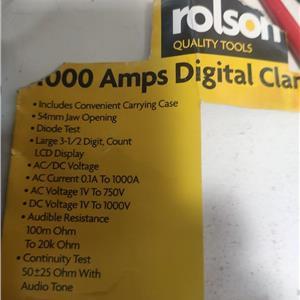 rolson
QUALITY TOOLS
1000 Amps Digital Clam
• Includes Convenient Carrying Case
• 54mm Jaw Opening
• Diode Test
• Large 3-1/2 Digit, Count
LCD Display
• AC/DC Voltage
• AC Current 0.1A To 1000A
• AC Voltage 1V To 750V
• DC Voltage 1V To 1000V
• Audible Resistance
100m Ohm
To 20k Ohm
• Continuity Test
50±25 Ohm With
Audio Tone